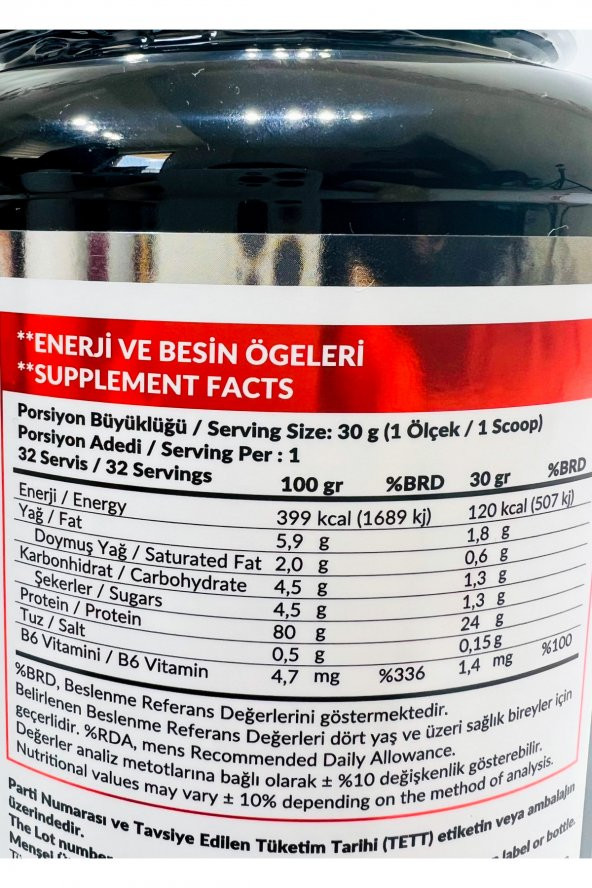 **ENERJİ VE BESİN ÖGELERİ
**SUPPLEMENT FACTS
Porsiyon Büyüklüğü / Serving Size: 30 g (1 Ölçek / 1 Scoop)
Porsiyon Adedi / Serving Per : 1
32 Servis / 32 Servings
100 gr %BRD 30 gr %BRD
Enerji / Energy 399 kcal (1689 kj) 120 kcal (507 kj)
Yağ / Fat 5,9 g 1,8 g
Doymuş Yağ / Saturated Fat 2,0 g 0,6 g
Karbonhidrat / Carbohydrate 4,5 g 1,3 g
Şekerler / Sugars 4,5 g 1,3 g
Protein / Protein 80 g 24 g
Tuz / Salt 0,5 g 0,15 g
B6 Vitamini / B6 Vitamin 4,7 mg %336 1,4 mg %100
%BRD, Beslenme Referans Değerlerini göstermektedir.
Belirlenen Beslenme Referans Değerleri dört yaş ve üzeri sağlık bireyler için
geçerlidir. %RDA, mens Recommended Daily Allowance.
Değerler analiz metotlarına bağlı olarak ± %10 değişkenlik gösterebilir.
Nutritional values may vary ± 10% depending on the method of analysis.
Parti Numarası ve Tavsiye Edilen Tüketim Tarihi (TETT) etiketin veya ambalajın
üzerindedir.
The Lot number label or bottle.
Menşei